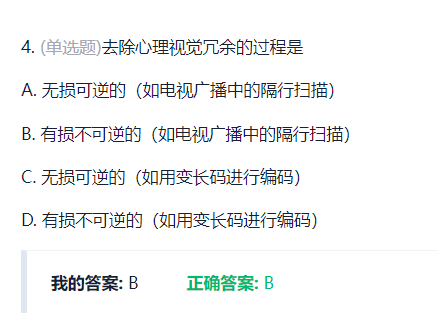 4. (单选题)去除心理视觉冗余的过程是
A. 无损可逆的（如电视广播中的隔行扫描）
B. 有损不可逆的（如电视广播中的隔行扫描）
C. 无损可逆的（如用变长码进行编码）
D. 有损不可逆的（如用变长码进行编码）
我的答案: B 正确答案: B